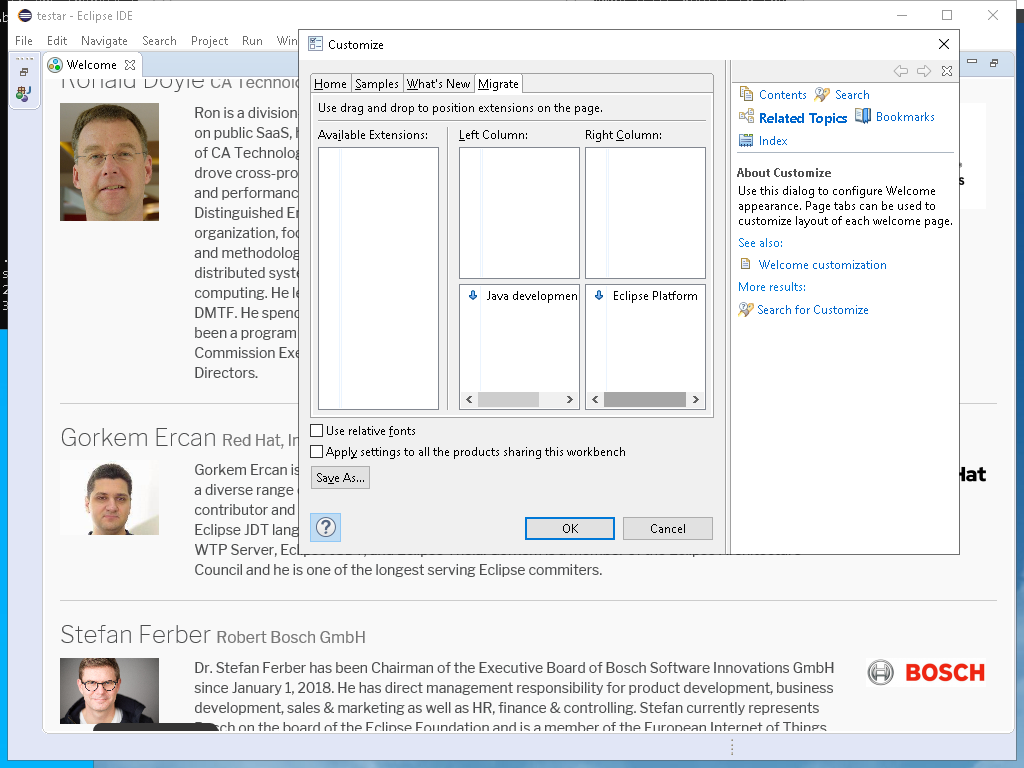 testar - Eclipse IDE
File Edit Navigate Search Project Run Win
Customize
Welcome
Home Samples What's New Migrate
Use drag and drop to position extensions on the page.
Available Extensions: Left Column: Right Column:
Java developmen
Eclipse Platform
Use relative fonts
Apply settings to all the products sharing this workbench
Save As...
OK Cancel
Contents Search
Related Topics Bookmarks
Index
About Customize
Use this dialog to configure Welcome
appearance. Page tabs can be used to
customize layout of each welcome page.
See also:
Welcome customization
More results:
Search for Customize
Ronald Doyle CA Technolo
Ron is a division
on public SaaS, h
of CA Technolog
drove cross-pro
and performanc
Distinguished En
organization, foc
and methodolog
distributed syste
computing. He le
DMTF. He spend
been a program
Commission Exe
Directors.
Gorkem Ercan Red Hat, In
Gorkem Ercan is
a diverse range
contributor and
Eclipse JDT lang
WTP Server, Ecl
Council and he is one of the longest serving Eclipse commiters.
Hat
Stefan Ferber Robert Bosch GmbH
Dr. Stefan Ferber has been Chairman of the Executive Board of Bosch Software Innovations GmbH
since January 1, 2018. He has direct management responsibility for product development, business
development, sales & marketing as well as HR, finance & controlling. Stefan currently represents
Bosch on the board of the Eclipse Foundation and is a member of the European Internet of Things
BOSCH